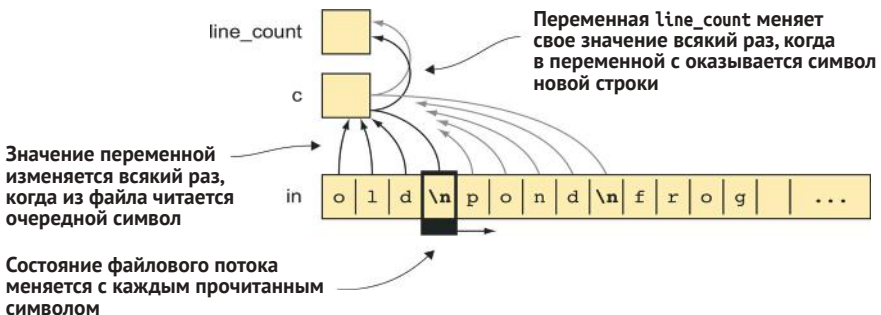 line_count
Переменная line_count меняет
свое значение всякий раз, когда
в переменной c оказывается символ
новой строки
c
Значение переменной
изменяется всякий раз,
когда из файла читается
очередной символ
in
o l d \n p o n d \n f r o g ...
Состояние файлового потока
меняется с каждым прочитанным
символом